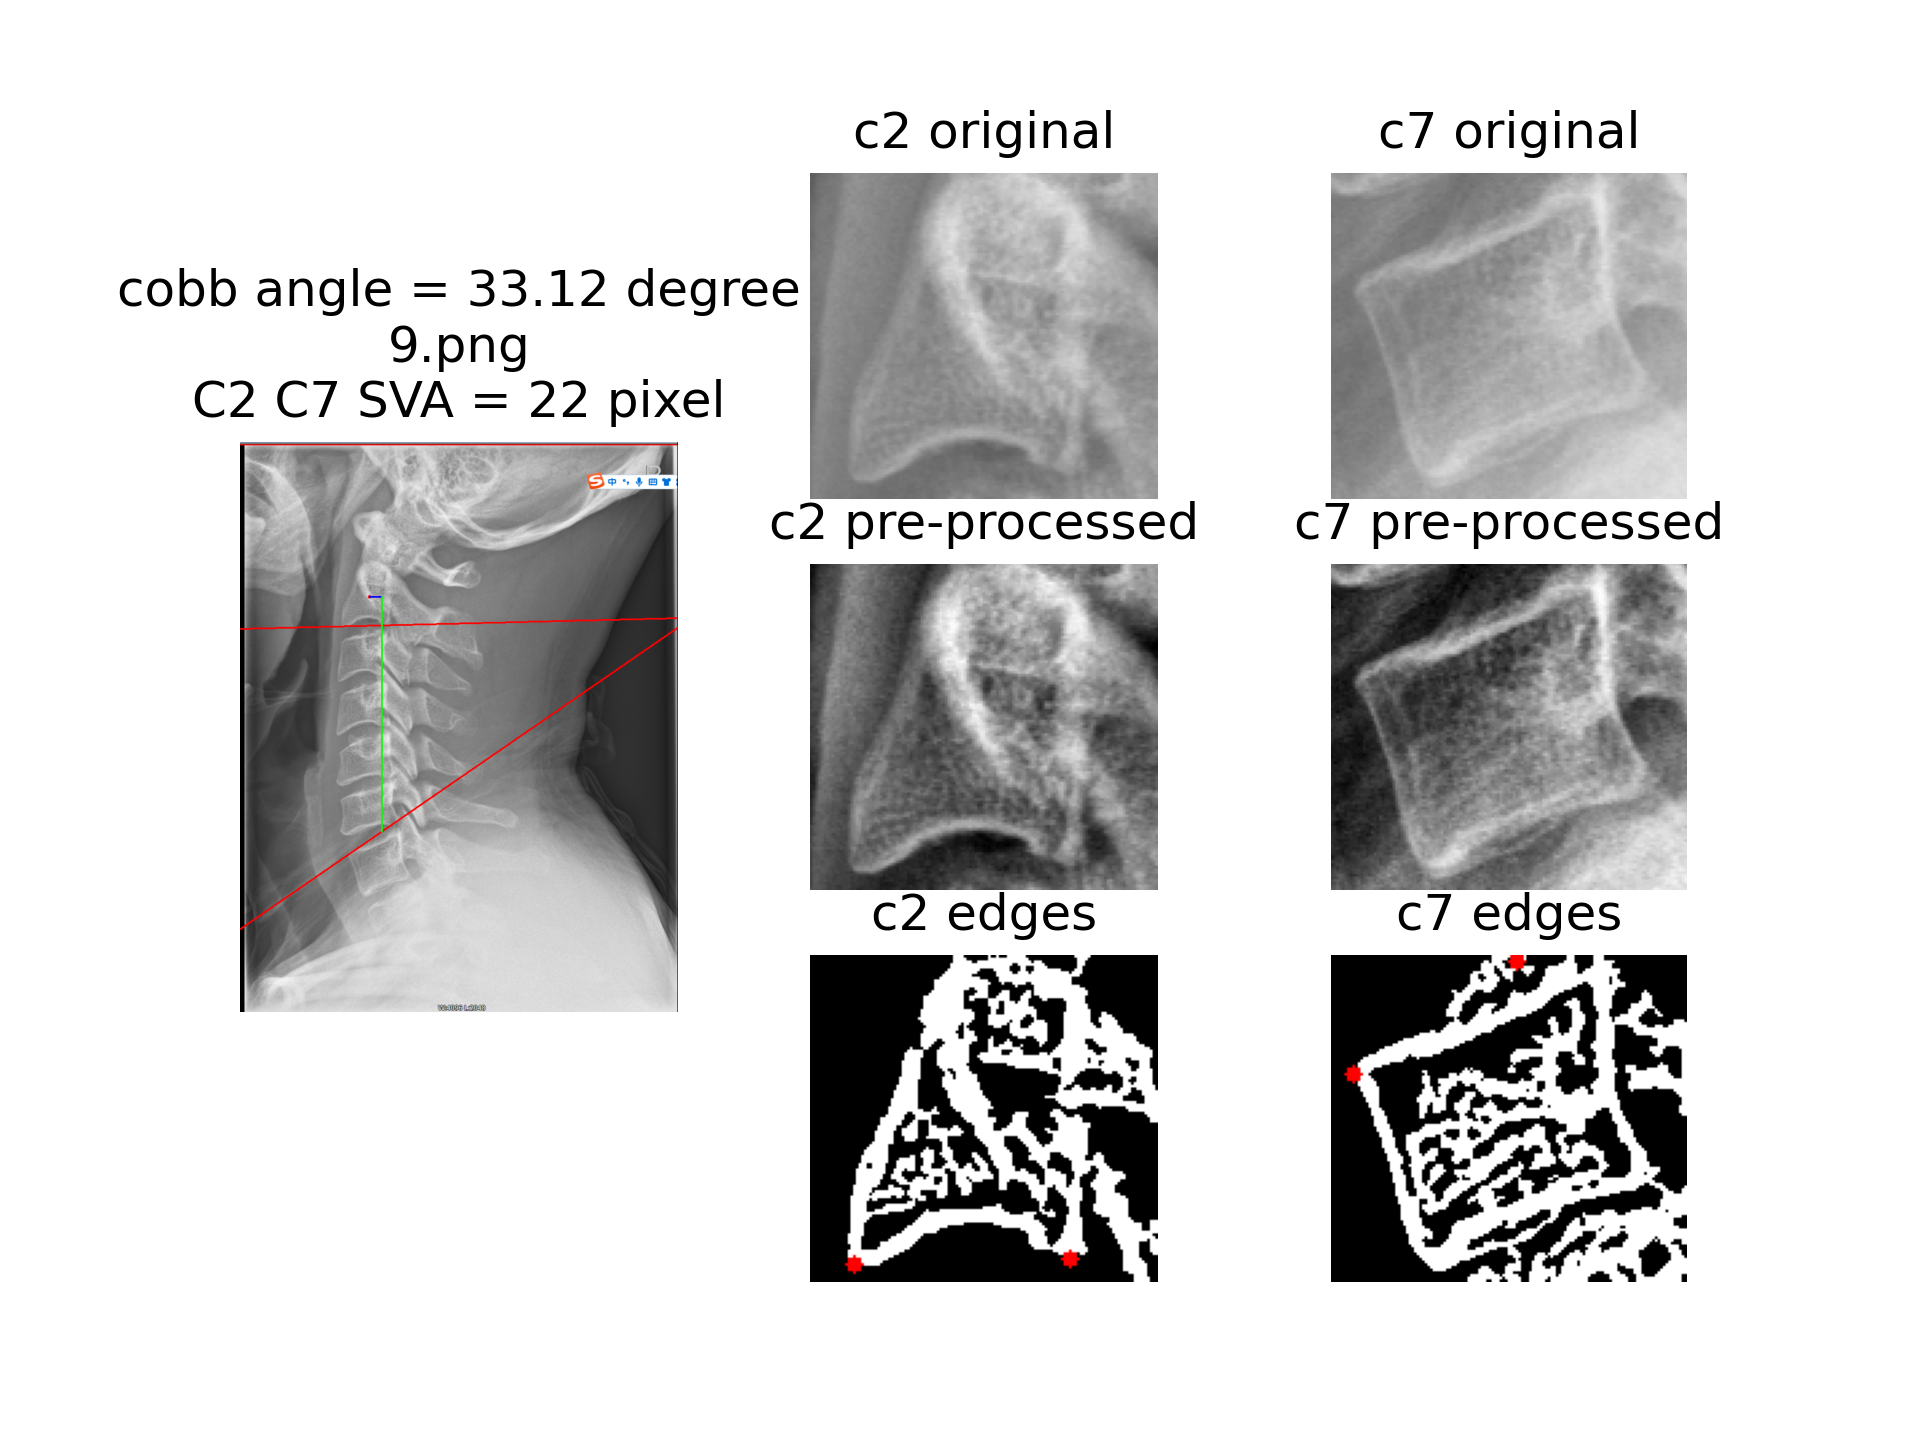 cobb angle = 33.12 degree
9.png
C2 C7 SVA = 22 pixel
中
c2 original
c7 original
c2 pre-processed
c7 pre-processed
c2 edges
c7 edges